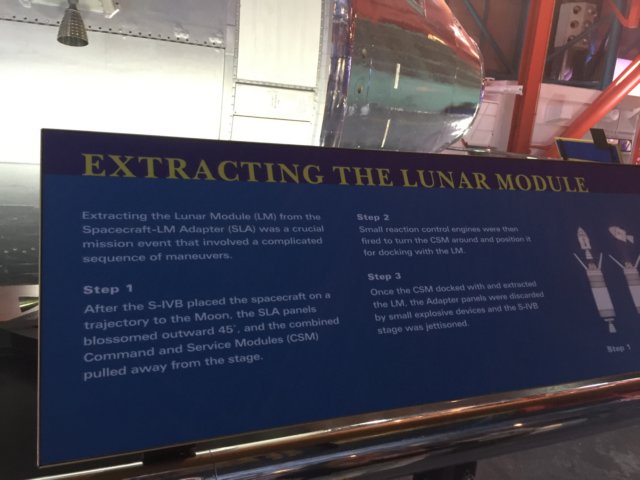 EXTRACTING THE LUNAR MODULE
Extracting the Lunar Module (LM) from the
Spacecraft-LM Adapter (SLA) was a crucial
mission event that involved a complicated
sequence of maneuvers.
Step 1
After the S-IVB placed the spacecraft on a
trajectory to the Moon, the SLA panels
blossomed outward 45°, and the combined
Command and Service Modules (CSM)
pulled away from the stage.
Step 2
Small reaction control engines were then
fired to turn the CSM around and position it
for docking with the LM.
Step 3
Once the CSM docked with and extracted
the LM, the Adapter panels were discarded
by small explosive devices and the S-IVB
stage was jettisoned.
Step 1